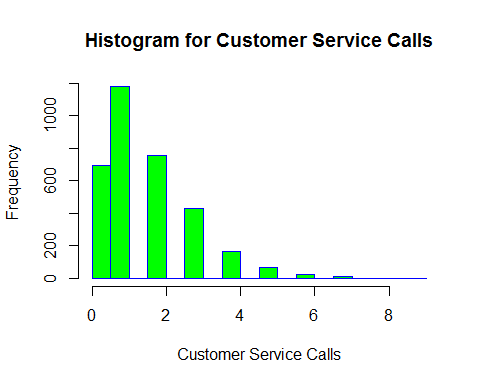 Histogram for Customer Service Calls
Frequency
1000
600
200
0
0 2 4 6 8
Customer Service Calls